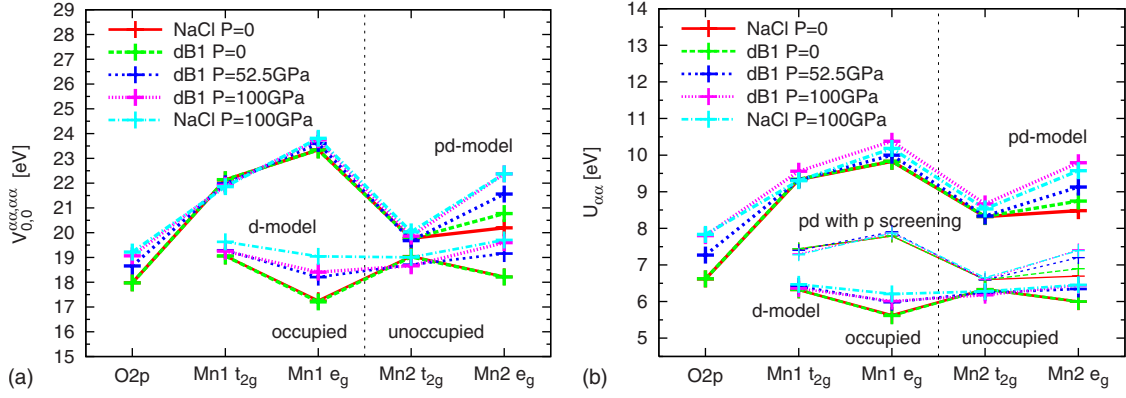 29
28
27
26
25
24
23
22
21
20
19
18
17
16
15
V₀,₀^αα,αα [eV]
NaCl P=0
dB1 P=0
dB1 P=52.5GPa
dB1 P=100GPa
NaCl P=100GPa
pd-model
d-model
occupied
unoccupied
(a)
O2p
Mn1 t₂g
Mn1 eg
Mn2 t₂g
Mn2 eg
14
13
12
11
10
9
8
7
6
5
Uαα [eV]
NaCl P=0
dB1 P=0
dB1 P=52.5GPa
dB1 P=100GPa
NaCl P=100GPa
pd-model
pd with p screening
d-model
occupied
unoccupied
(b)
O2p
Mn1 t₂g
Mn1 eg
Mn2 t₂g
Mn2 eg